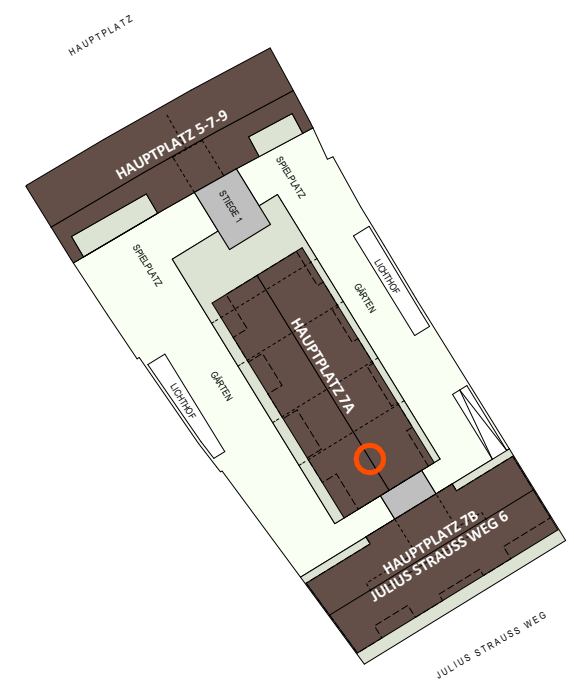 HAUPTPLATZ
HAUPTPLATZ 5-7-9
SPIELPLATZ
STIEGE 1
SPIELPLATZ
LICHTHOF
GÄRTEN
HAUPTPLATZ 7A
GÄRTEN
LICHTHOF
HAUPTPLATZ 7B
JULIUS STRAUSS WEG 6
JULIUS STRAUSS WEG